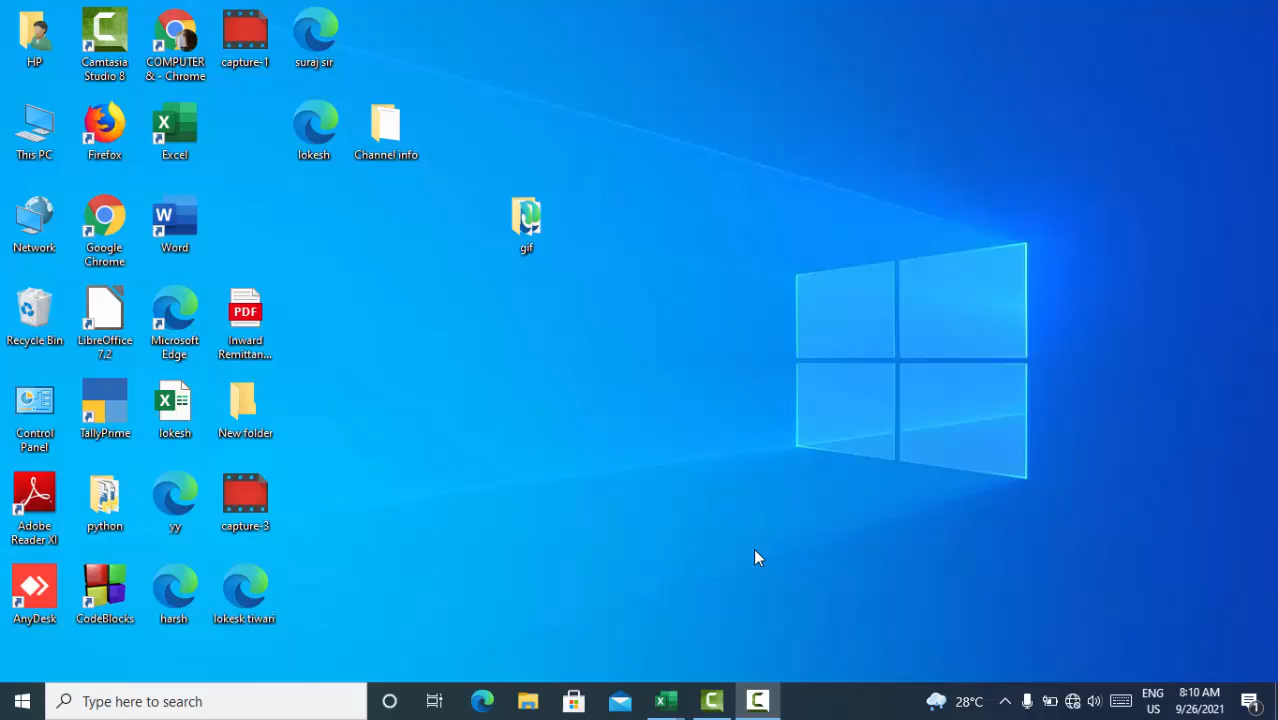 HP
Camtasia
Studio 8
COMPUTER
& - Chrome
capture-1
suraj sir
This PC
Firefox
Excel
lokesh
Channel info
Network
Google
Chrome
Word
gif
Recycle Bin
LibreOffice
7.2
Microsoft
Edge
PDF
Inward
Remittan...
Control
Panel
TallyPrime
lokesh
New folder
Adobe
Reader XI
python
yy
capture-3
AnyDesk
CodeBlocks
harsh
lokesk tiwari
Type here to search
28°C
ENG
US
8:10 AM
9/26/2021
1